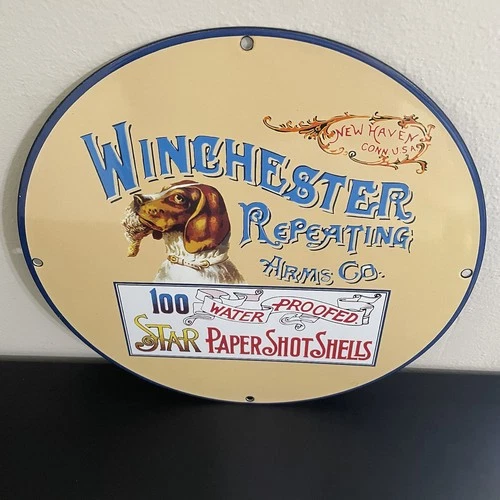 NEW HAVEN
CONN.U.S.A.
WINCHESTER
REPEATING
ARMS CO.
100 WATER PROOFED.
STAR PAPER SHOT SHELLS